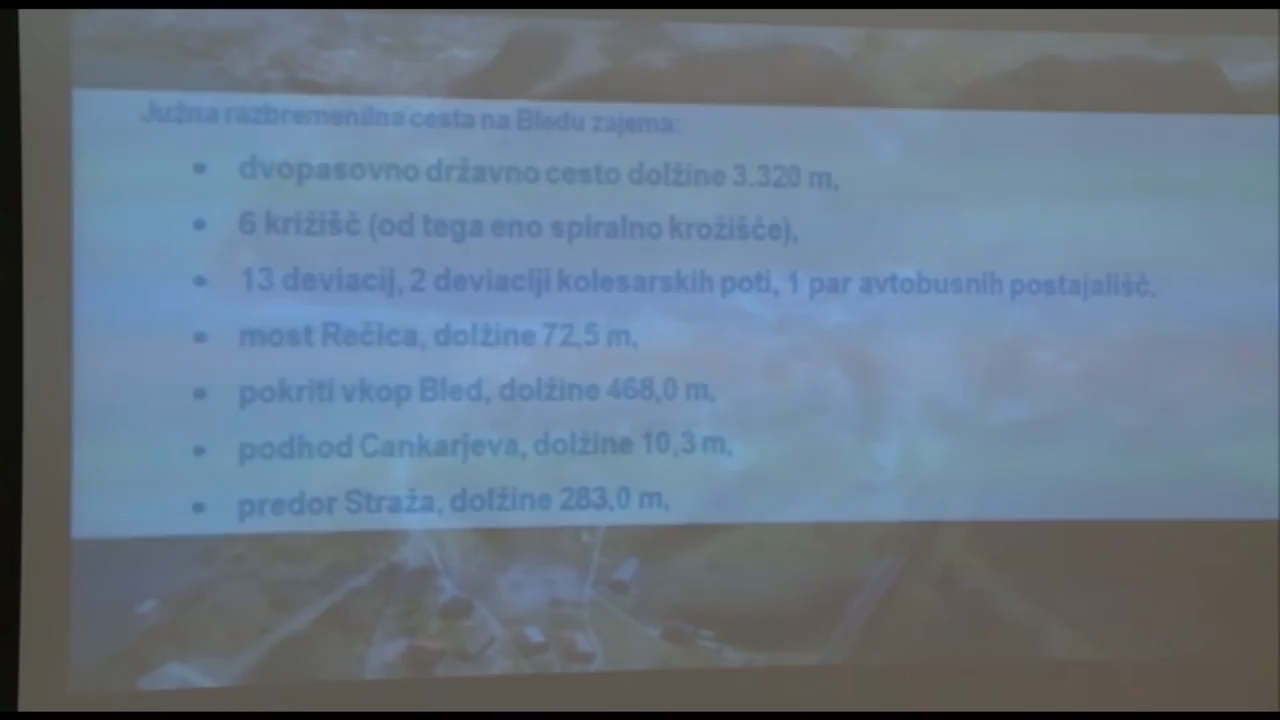 Južna razbremenilna cesta na Bledu zajema:
• dvopasovno državno cesto dolžine 3.320 m,
• 6 križišč (od tega eno spiralno krožišče),
• 13 deviacij, 2 deviaciji kolesarskih poti, 1 par avtobusnih postajališč,
• most Rečica, dolžine 72,5 m,
• pokriti vkop Bled, dolžine 468,0 m,
• podhod Cankarjeva, dolžine 10,3 m,
• predor Straža, dolžine 283,0 m,